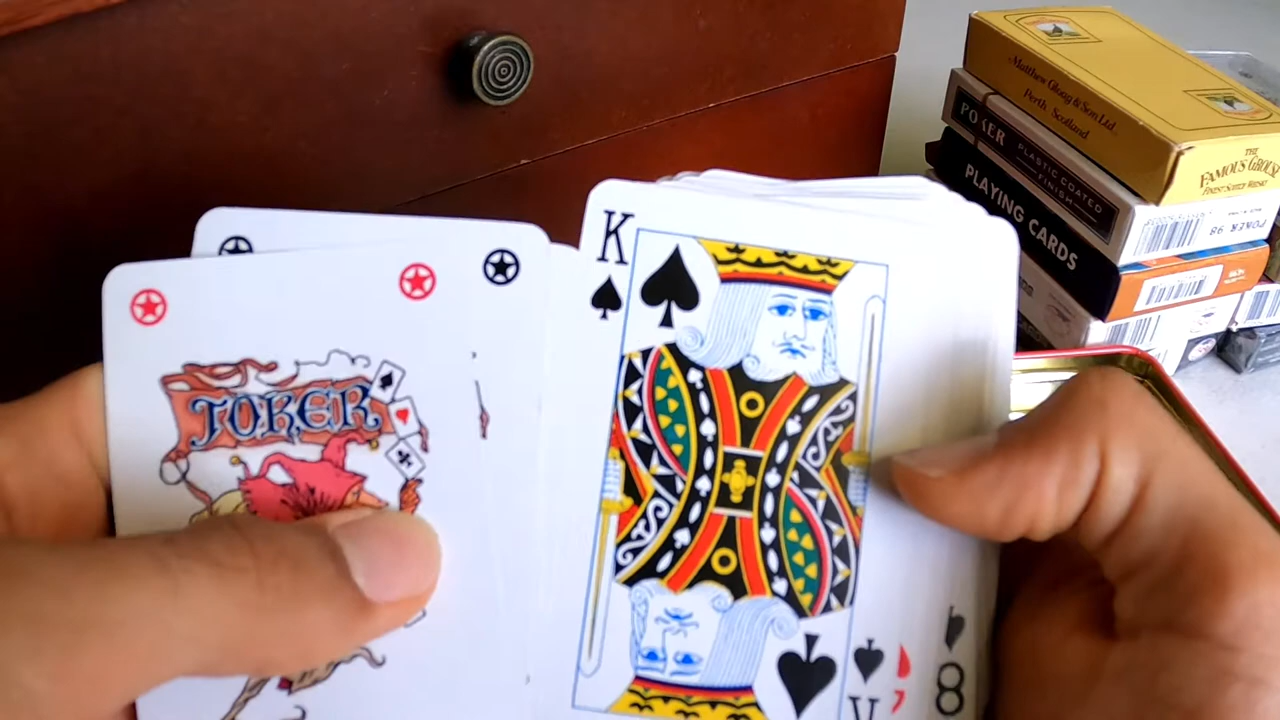 Matthew Gloag & Son Ltd.
Perth Scotland
THE
FAMOUS GROUSE
FINEST SCOTCH WHISKY
POKER
PLASTIC COATED
FINISH
POKER 98
PLAYING CARDS
K
JOKER
K
8